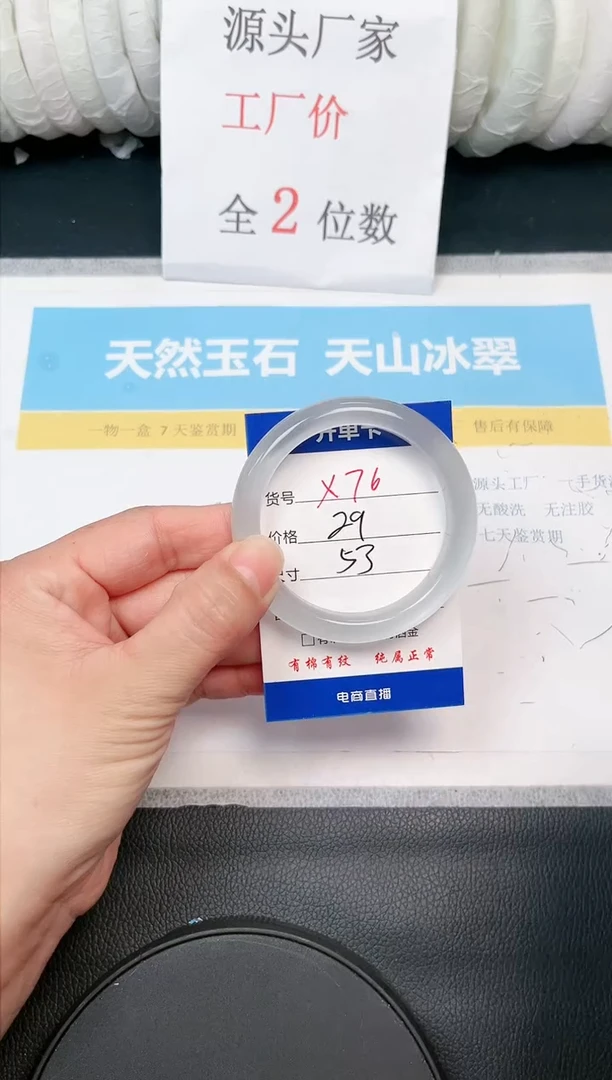 源头厂家
工厂价
全2位数
天然玉石 天山冰翠
一物一盒 7天鉴赏期
售后有保障
开单卡
源头工厂 一手货
无酸洗 无注胶
七天鉴赏期
货号 X76
价格 29
寸 53
有棉有纹 纯属正常
电商直播